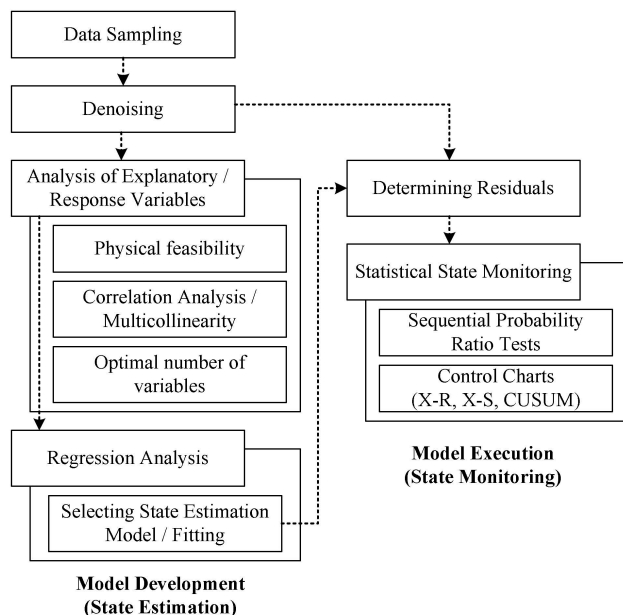 Data Sampling
Denoising
Analysis of Explanatory /
Response Variables
Physical feasibility
Correlation Analysis /
Multicollinearity
Optimal number of
variables
Regression Analysis
Selecting State Estimation
Model / Fitting
Model Development
(State Estimation)
Determining Residuals
Statistical State Monitoring
Sequential Probability
Ratio Tests
Control Charts
(X-R, X-S, CUSUM)
Model Execution
(State Monitoring)